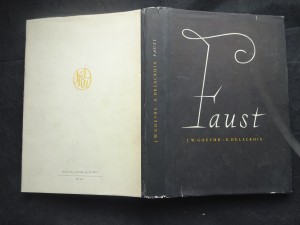 Faust
J. W. GOETHE · E. DELACROIX
J. W. GOETHE · E. DELACROIX FAUST